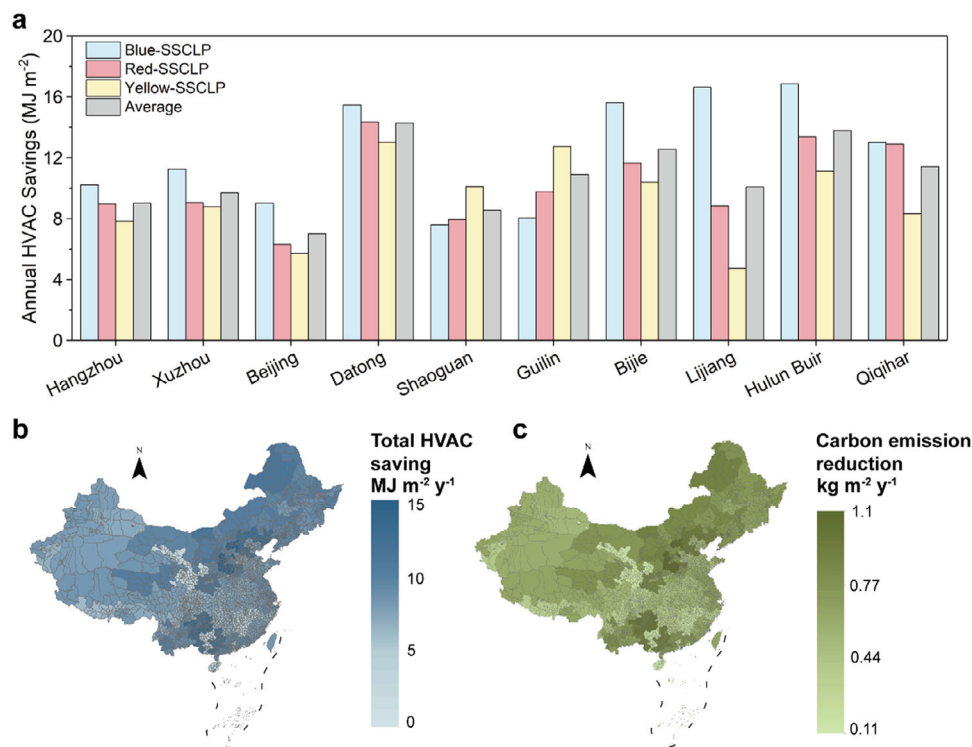 a
Annual HVAC Savings (MJ m⁻²)
20
16
12
8
4
0
Blue-SSCLP
Red-SSCLP
Yellow-SSCLP
Average
Hangzhou
Xuzhou
Beijing
Datong
Shaoguan
Guilin
Bijie
Lijiang
Hulun Buir
Qiqihar
b
N
Total HVAC
saving
MJ m⁻² y⁻¹
15
10
5
0
c
N
Carbon emission
reduction
kg m⁻² y⁻¹
1.1
0.77
0.44
0.11